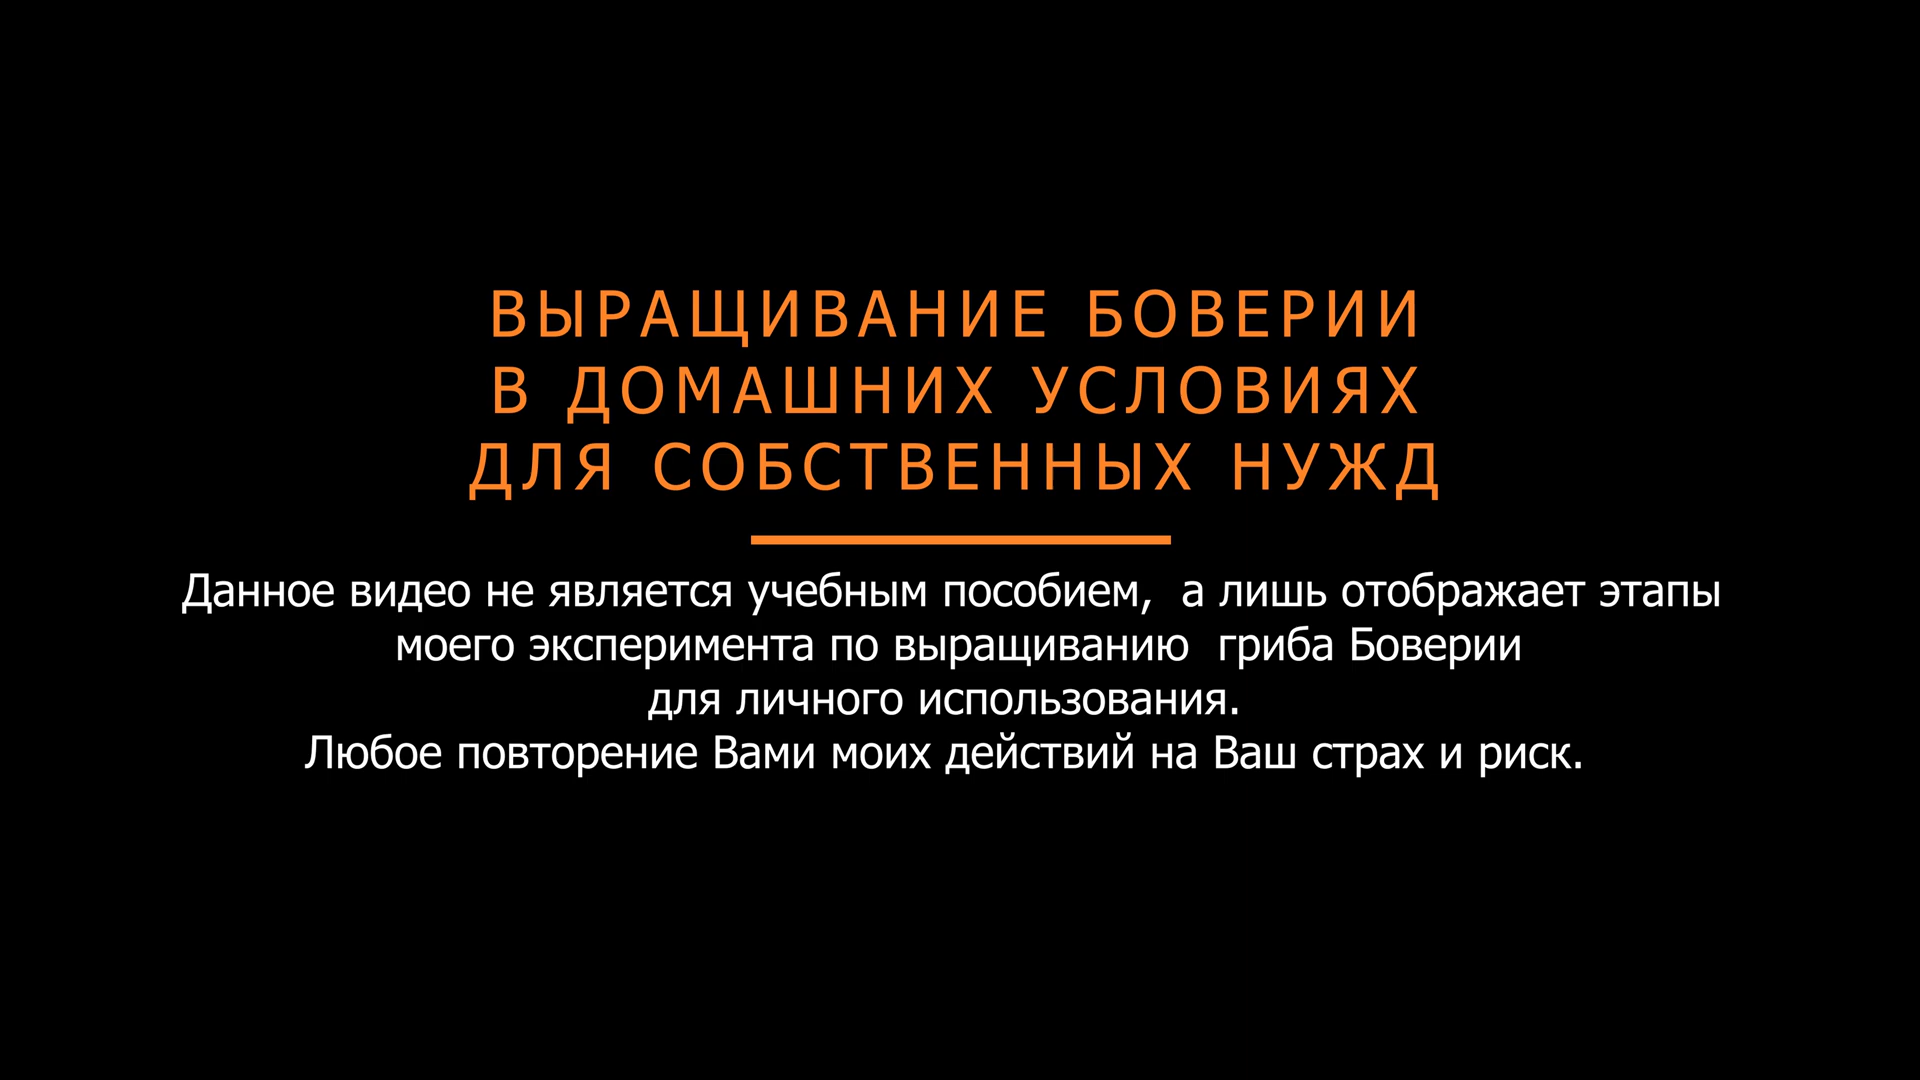 ВЫРАЩИВАНИЕ БОВЕРИИ
В ДОМАШНИХ УСЛОВИЯХ
ДЛЯ СОБСТВЕННЫХ НУЖД
Данное видео не является учебным пособием,  а лишь отображает этапы
моего эксперимента по выращиванию  гриба Боверии
для личного использования.
Любое повторение Вами моих действий на Ваш страх и риск.